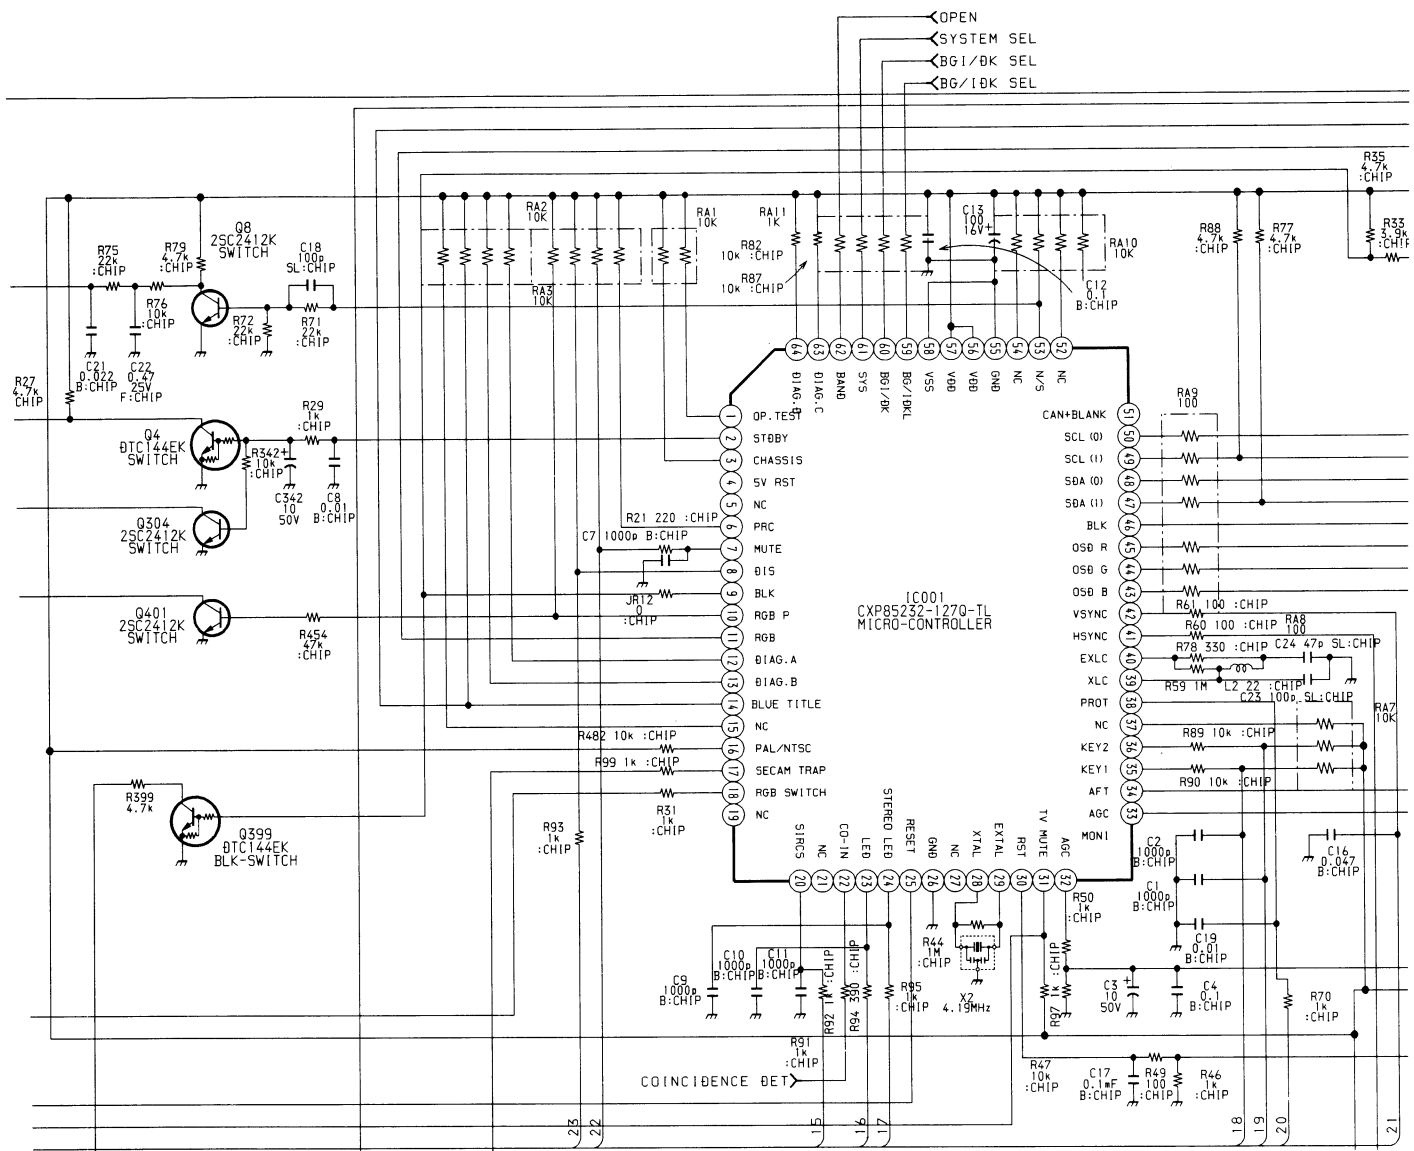 OPEN
SYSTEM SEL
BGI/DK SEL
BG/IDK SEL
R35
4.7k
:CHIP
R33
3.9k
:CHIP
Q8
2SC2412K
SWITCH
C18
100p
SL:CHIP
R75
22k
:CHIP
R79
4.7k
:CHIP
R76
10k
:CHIP
R72
22k
:CHIP
R71
22k
:CHIP
C21
0.022
B:CHIP
C22
0.47
25V
F:CHIP
R27
4.7k
CHIP
RA2
10K
RA3
10K
RA1
10K
RA11
1K
R82
10k :CHIP
R87
10k :CHIP
C13
100
16V+
RA10
10K
C12
0.1
B:CHIP
R88
4.7k
:CHIP
R77
4.7k
:CHIP
Q4
DTC144EK
SWITCH
R29
1k
:CHIP
R342+
10k
:CHIP
C342
10
50V
C8
0.01
B:CHIP
Q304
2SC2412K
SWITCH
Q401
2SC2412K
SWITCH
R454
47k
:CHIP
R399
4.7k
Q399
DTC144EK
BLK-SWITCH
R21 220 :CHIP
C7 1000p B:CHIP
JR12
0
:CHIP
R482 10k :CHIP
R99 1k :CHIP
R31
1k
:CHIP
R93
1k
:CHIP
64 63 62 61 60 59 58 57 56 55 54 53 52
DIAG.D
DIAG.C
BAND
SYS
BGI/DK
BG/IDKL
VSS
VDD
VDD
GND
NC
N/S
NC
1 OP.TEST
2 STDBY
3 CHASSIS
4 5V RST
5 NC
6 PRC
7 MUTE
8 DIS
9 BLK
10 RGB P
11 RGB
12 DIAG.A
13 DIAG.B
14 BLUE TITLE
15 NC
16 PAL/NTSC
17 SECAM TRAP
18 RGB SWITCH
19 NC
IC001
CXP85232-127Q-TL
MICRO-CONTROLLER
CAN+BLANK 51
SCL (0) 50
SCL (1) 49
SDA (0) 48
SDA (1) 47
BLK 46
OSD R 45
OSD G 44
OSD B 43
VSYNC 42
HSYNC 41
EXLC 40
XLC 39
PROT 38
NC 37
KEY2 36
KEY1 35
AFT 34
AGC 33
MONI
SIRCS
NC
CO-IN
LED
STEREO LED
RESET
GND
NC
XTAL
EXTAL
RST
TV MUTE
AGC
20 21 22 23 24 25 26 27 28 29 30 31 32
RA9
100
R61 100 :CHIP
R60 100 :CHIP
RA8
100
R78 330 :CHIP
C24 47p SL:CHIP
R59 1M
L2 22 :CHIP
C23 100p SL:CHIP
RA7
10K
R89 10k :CHIP
R90 10k :CHIP
C2
1000p
B:CHIP
C1
1000p
B:CHIP
C19
0.01
B:CHIP
C16
0.047
B:CHIP
R50
1k
:CHIP
C9
1000p
B:CHIP
C10
1000p
B:CHIP
C11
1000p
B:CHIP
R92 1k :CHIP
R94 390 :CHIP
R95
1k
:CHIP
R91
1k
:CHIP
R44
1M
:CHIP
X2
4.19MHz
R97 1k :CHIP
C3
10
50V
C4
0.1
B:CHIP
R70
1k
:CHIP
R47
10k
:CHIP
C17
0.1mF
B:CHIP
R49
100
:CHIP
R46
1k
:CHIP
COINCIDENCE DET
23
22
15
16
17
18
19
20
21